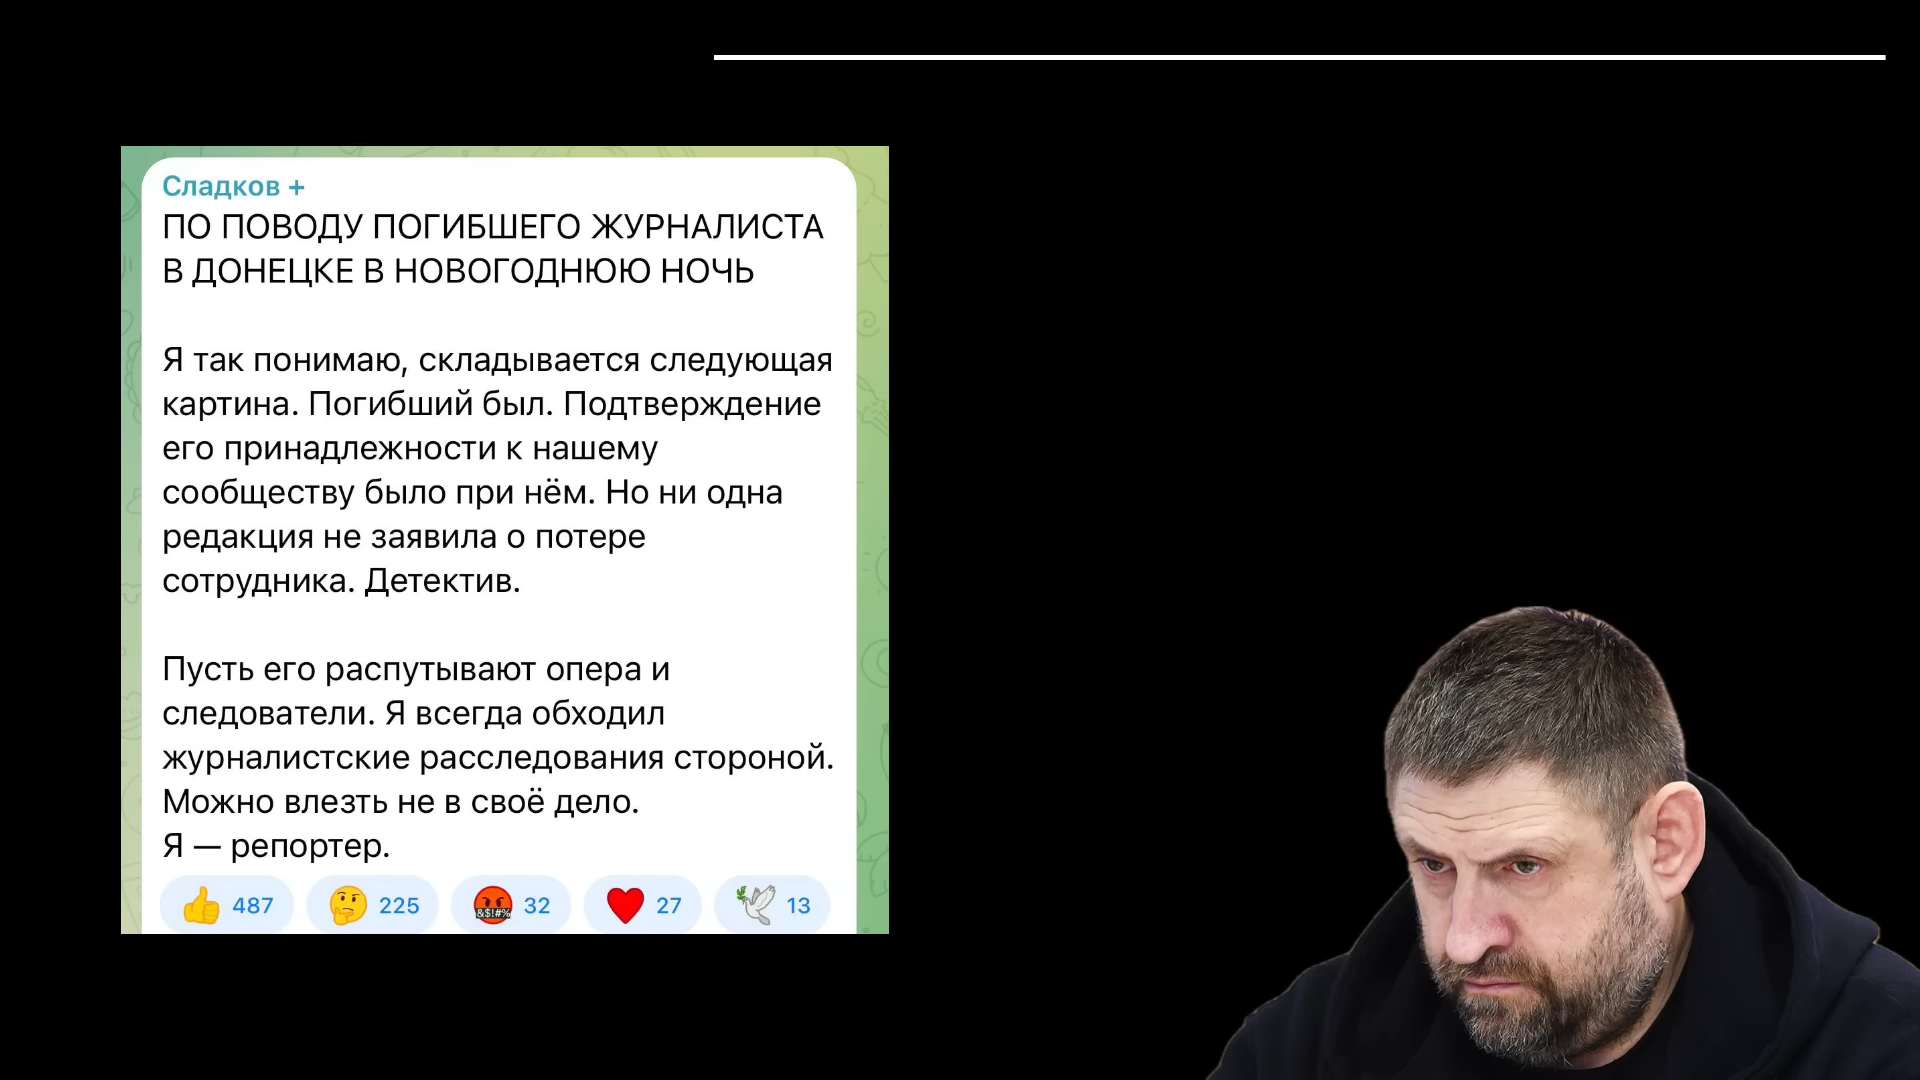 Сладков +
ПО ПОВОДУ ПОГИБШЕГО ЖУРНАЛИСТА
В ДОНЕЦКЕ В НОВОГОДНЮЮ НОЧЬ
Я так понимаю, складывается следующая
картина. Погибший был. Подтверждение
его принадлежности к нашему
сообществу было при нём. Но ни одна
редакция не заявила о потере
сотрудника. Детектив.
Пусть его распутывают опера и
следователи. Я всегда обходил
журналистские расследования стороной.
Можно влезть не в своё дело.
Я — репортер.
487 225 &$!#% 32 27 13